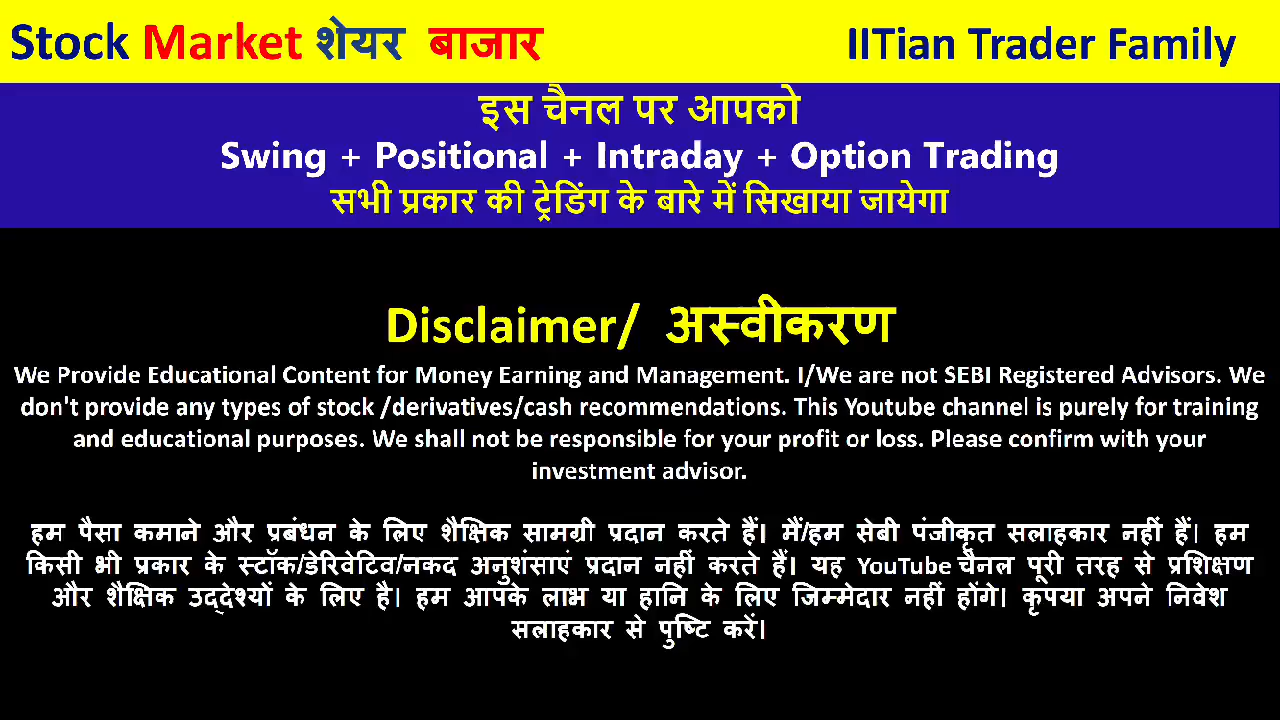 Stock Market शेयर बाजार IITian Trader Family
इस चैनल पर आपको
Swing + Positional + Intraday + Option Trading
सभी प्रकार की ट्रेडिंग के बारे में सिखाया जायेगा
Disclaimer/ अस्वीकरण
We Provide Educational Content for Money Earning and Management. I/We are not SEBI Registered Advisors. We
don't provide any types of stock /derivatives/cash recommendations. This Youtube channel is purely for training
and educational purposes. We shall not be responsible for your profit or loss. Please confirm with your
investment advisor.
हम पैसा कमाने और प्रबंधन के लिए शैक्षिक सामग्री प्रदान करते हैं। मैं/हम सेबी पंजीकृत सलाहकार नहीं हैं। हम
किसी भी प्रकार के स्टॉक/डेरिवेटिव/नकद अनुशंसाएं प्रदान नहीं करते हैं। यह YouTube चैनल पूरी तरह से प्रशिक्षण
और शैक्षिक उद्देश्यों के लिए है। हम आपके लाभ या हानि के लिए जिम्मेदार नहीं होंगे। कृपया अपने निवेश
सलाहकार से पुष्टि करें।